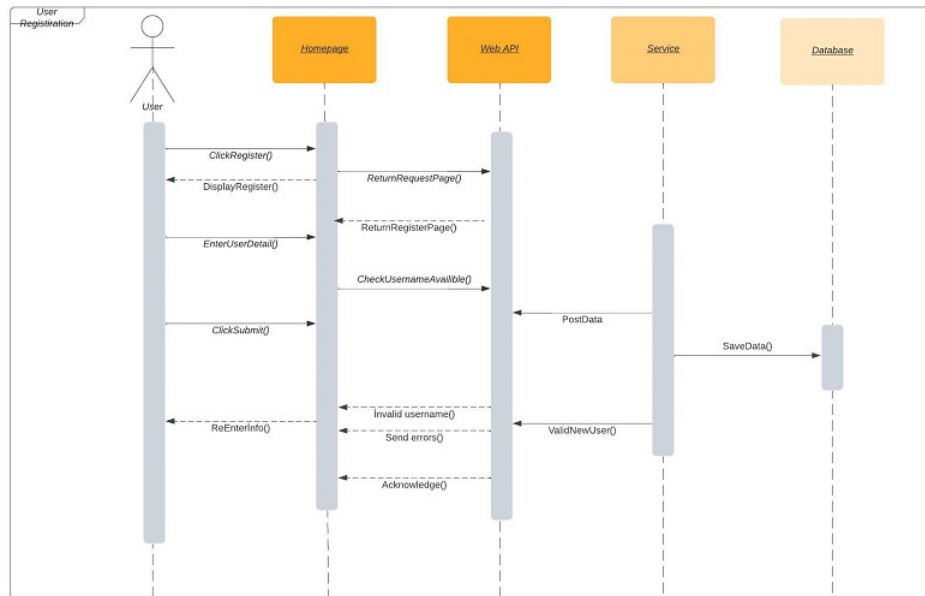 User
Registiration
Homepage
Web API
Service
Database
User
ClickRegister()
ReturnRequestPage()
DisplayRegister()
ReturnRegisterPage()
EnterUserDetail()
CheckUsernameAvailible()
PostData
ClickSubmit()
SaveData()
Invalid username()
ReEnterInfo()
ValidNewUser()
Send errors()
Acknowledge()